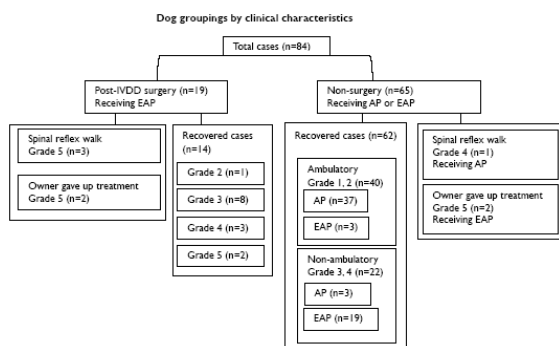 Dog groupings by clinical characteristics
Total cases (n=84)
Post-IVDD surgery (n=19)
Receiving EAP
Non-surgery (n=65)
Receiving AP or EAP
Spinal reflex walk
Grade 5 (n=3)
Owner gave up treatment
Grade 5 (n=2)
Recovered cases
(n=14)
Grade 2 (n=1)
Grade 3 (n=8)
Grade 4 (n=3)
Grade 5 (n=2)
Recovered cases (n=62)
Ambulatory
Grade 1, 2 (n=40)
AP (n=37)
EAP (n=3)
Non-ambulatory
Grade 3, 4 (n=22)
AP (n=3)
EAP (n=19)
Spinal reflex walk
Grade 4 (n=1)
Receiving AP
Owner gave up treatment
Grade 5 (n=2)
Receiving EAP